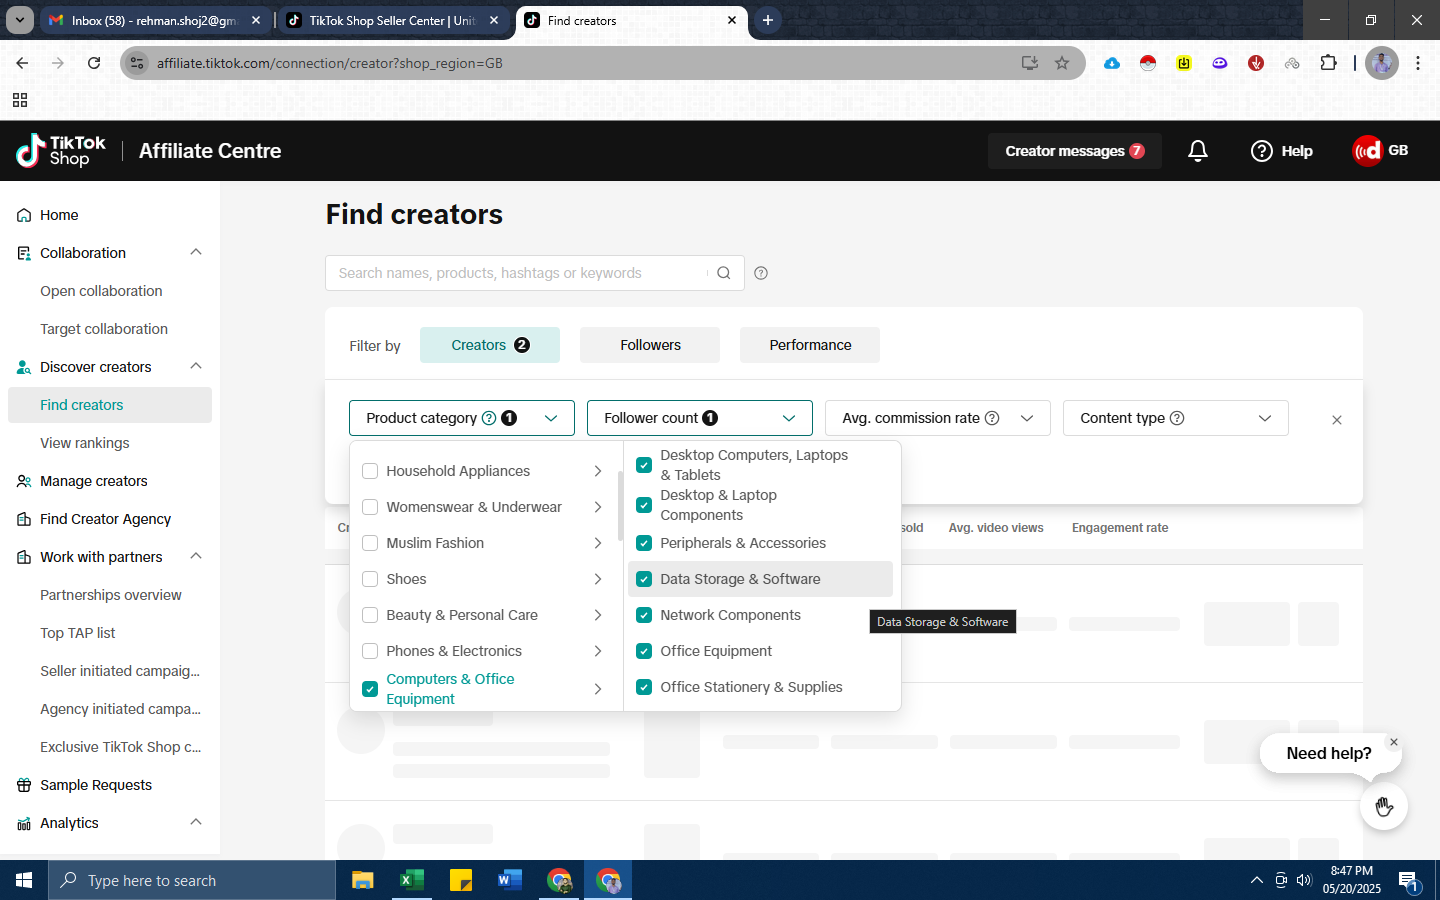 Inbox (58) - rehman.shoj2@gm
TikTok Shop Seller Center | Unit
Find creators
affiliate.tiktok.com/connection/creator?shop_region=GB
TikTok
Shop
Affiliate Centre
Creator messages 7
Help
GB
Home
Collaboration
Open collaboration
Target collaboration
Discover creators
Find creators
View rankings
Manage creators
Find Creator Agency
Work with partners
Partnerships overview
Top TAP list
Seller initiated campaig...
Agency initiated campa...
Exclusive TikTok Shop c...
Sample Requests
Analytics
Find creators
Search names, products, hashtags or keywords
Filter by
Creators 2
Followers
Performance
Product category 1
Follower count 1
Avg. commission rate
Content type
Household Appliances
Womenswear & Underwear
Muslim Fashion
Shoes
Beauty & Personal Care
Phones & Electronics
Computers & Office
Equipment
Desktop Computers, Laptops
& Tablets
Desktop & Laptop
Components
Peripherals & Accessories
Data Storage & Software
Network Components
Office Equipment
Office Stationery & Supplies
Data Storage & Software
sold
Avg. video views
Engagement rate
Need help?
Type here to search
8:47 PM
05/20/2025
1